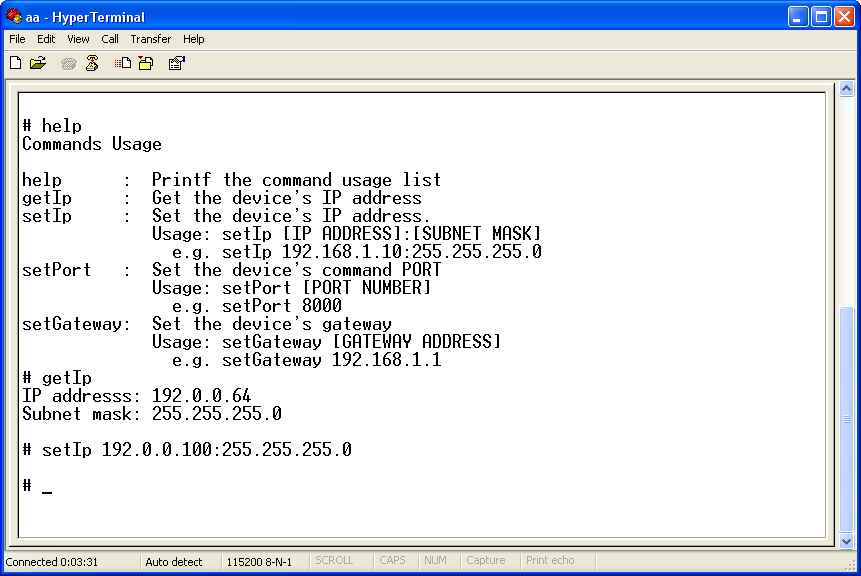 aa - HyperTerminal
File Edit View Call Transfer Help
# help
Commands Usage
help      :  Printf the command usage list
getIp     :  Get the device's IP address
setIp     :  Set the device's IP address.
             Usage: setIp [IP ADDRESS]:[SUBNET MASK]
               e.g. setIp 192.168.1.10:255.255.255.0
setPort   :  Set the device's command PORT
             Usage: setPort [PORT NUMBER]
               e.g. setPort 8000
setGateway:  Set the device's gateway
             Usage: setGateway [GATEWAY ADDRESS]
               e.g. setGateway 192.168.1.1
# getIp
IP addresss: 192.0.0.64
Subnet mask: 255.255.255.0
# setIp 192.0.0.100:255.255.255.0
# _
Connected 0:03:31 Auto detect 115200 8-N-1 SCROLL CAPS NUM Capture Print echo